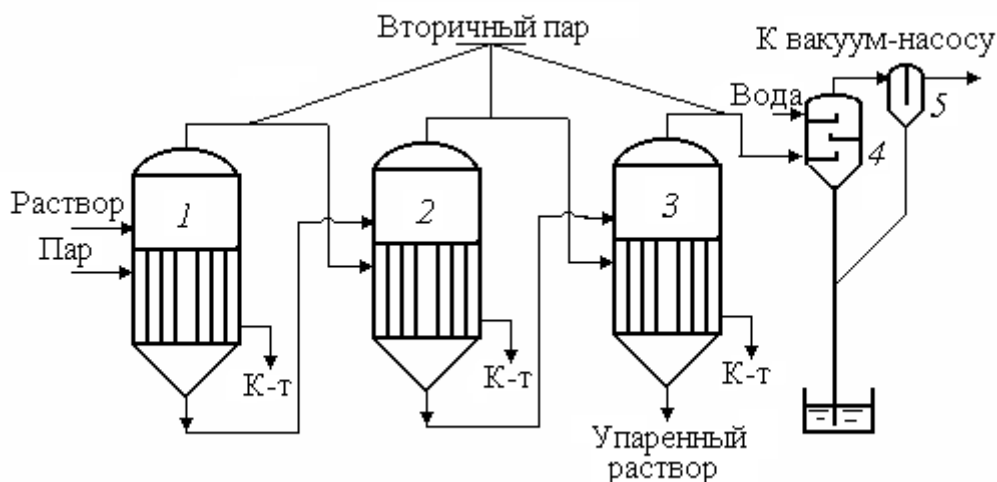 Вторичный пар
К вакуум-насосу
Вода
5
4
Раствор
Пар
1
2
3
К-т
К-т
К-т
Упаренный
раствор